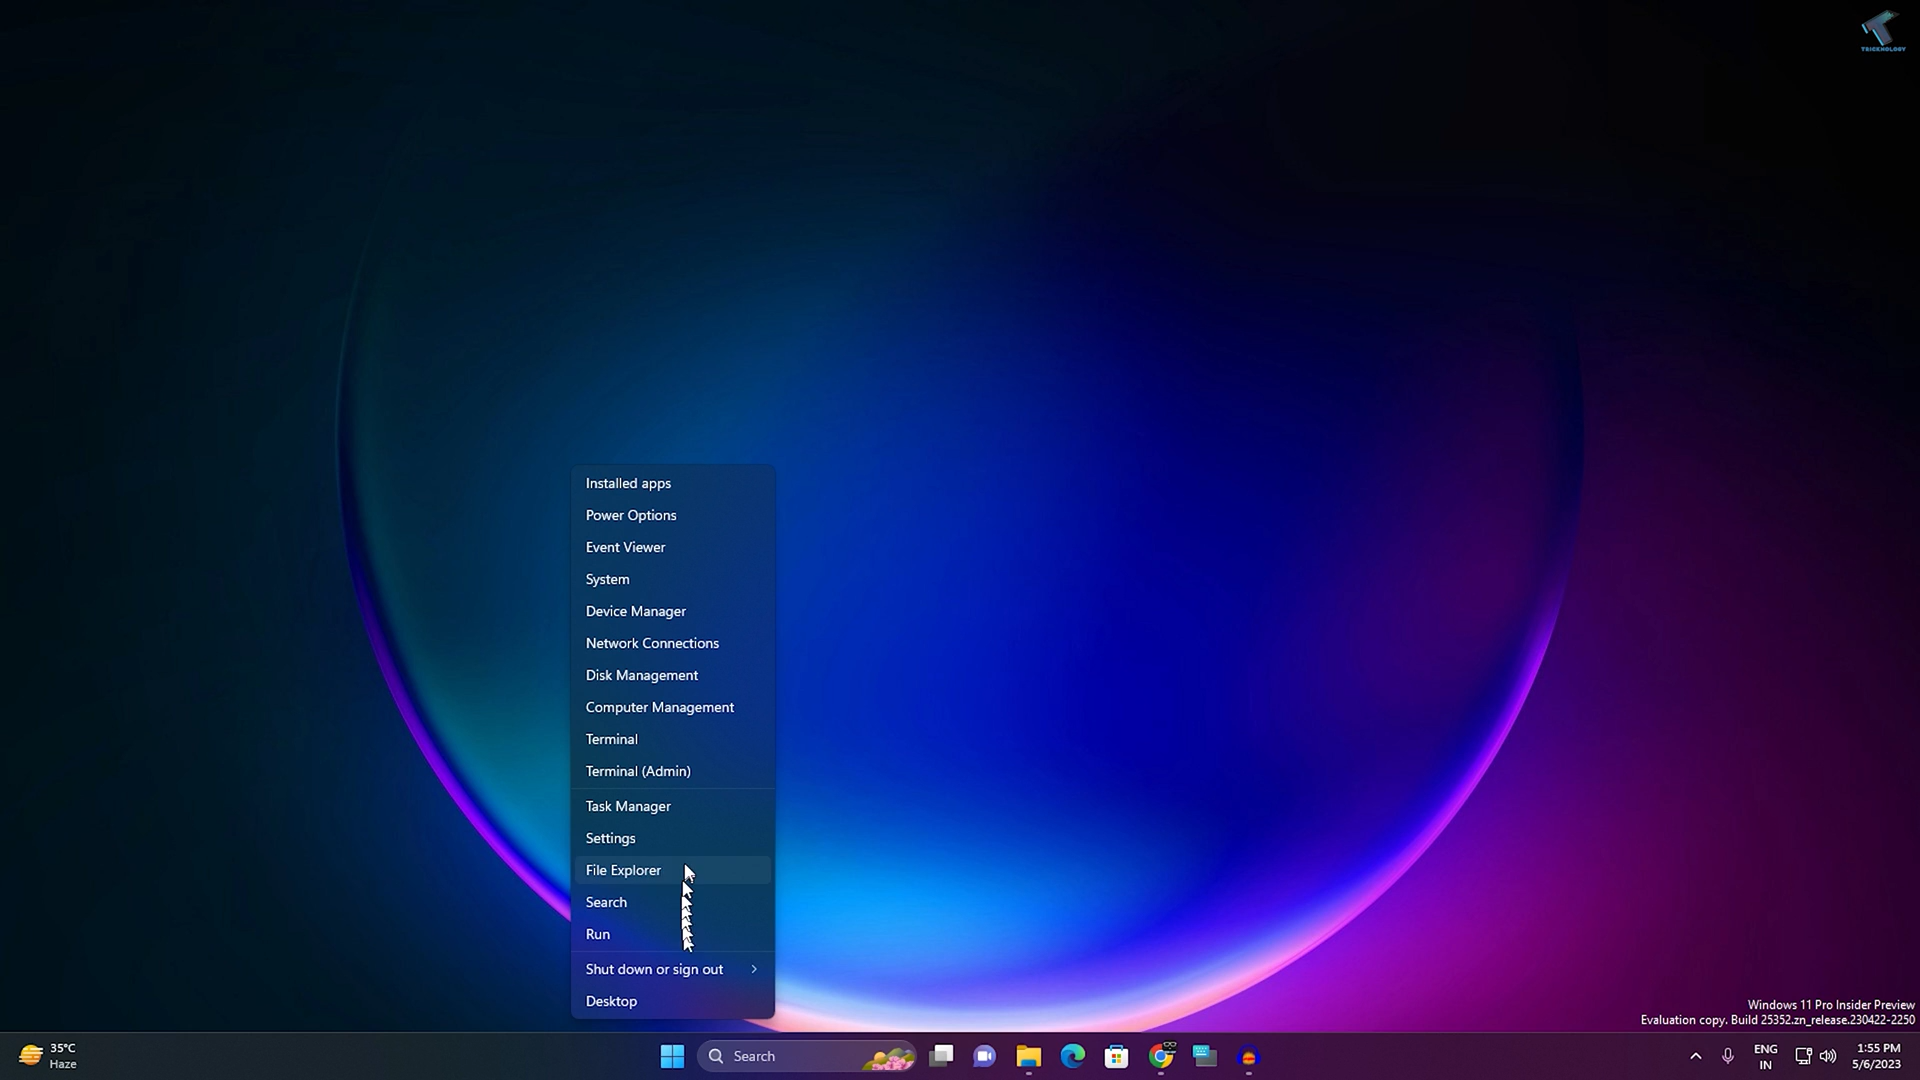 TRICKNOLOGY
Installed apps
Power Options
Event Viewer
System
Device Manager
Network Connections
Disk Management
Computer Management
Terminal
Terminal (Admin)
Task Manager
Settings
File Explorer
Search
Run
Shut down or sign out
Desktop
Windows 11 Pro Insider Preview
Evaluation copy. Build 25352.zn_release.230422-2250
35°C
Haze
Search
ENG
IN
1:55 PM
5/6/2023